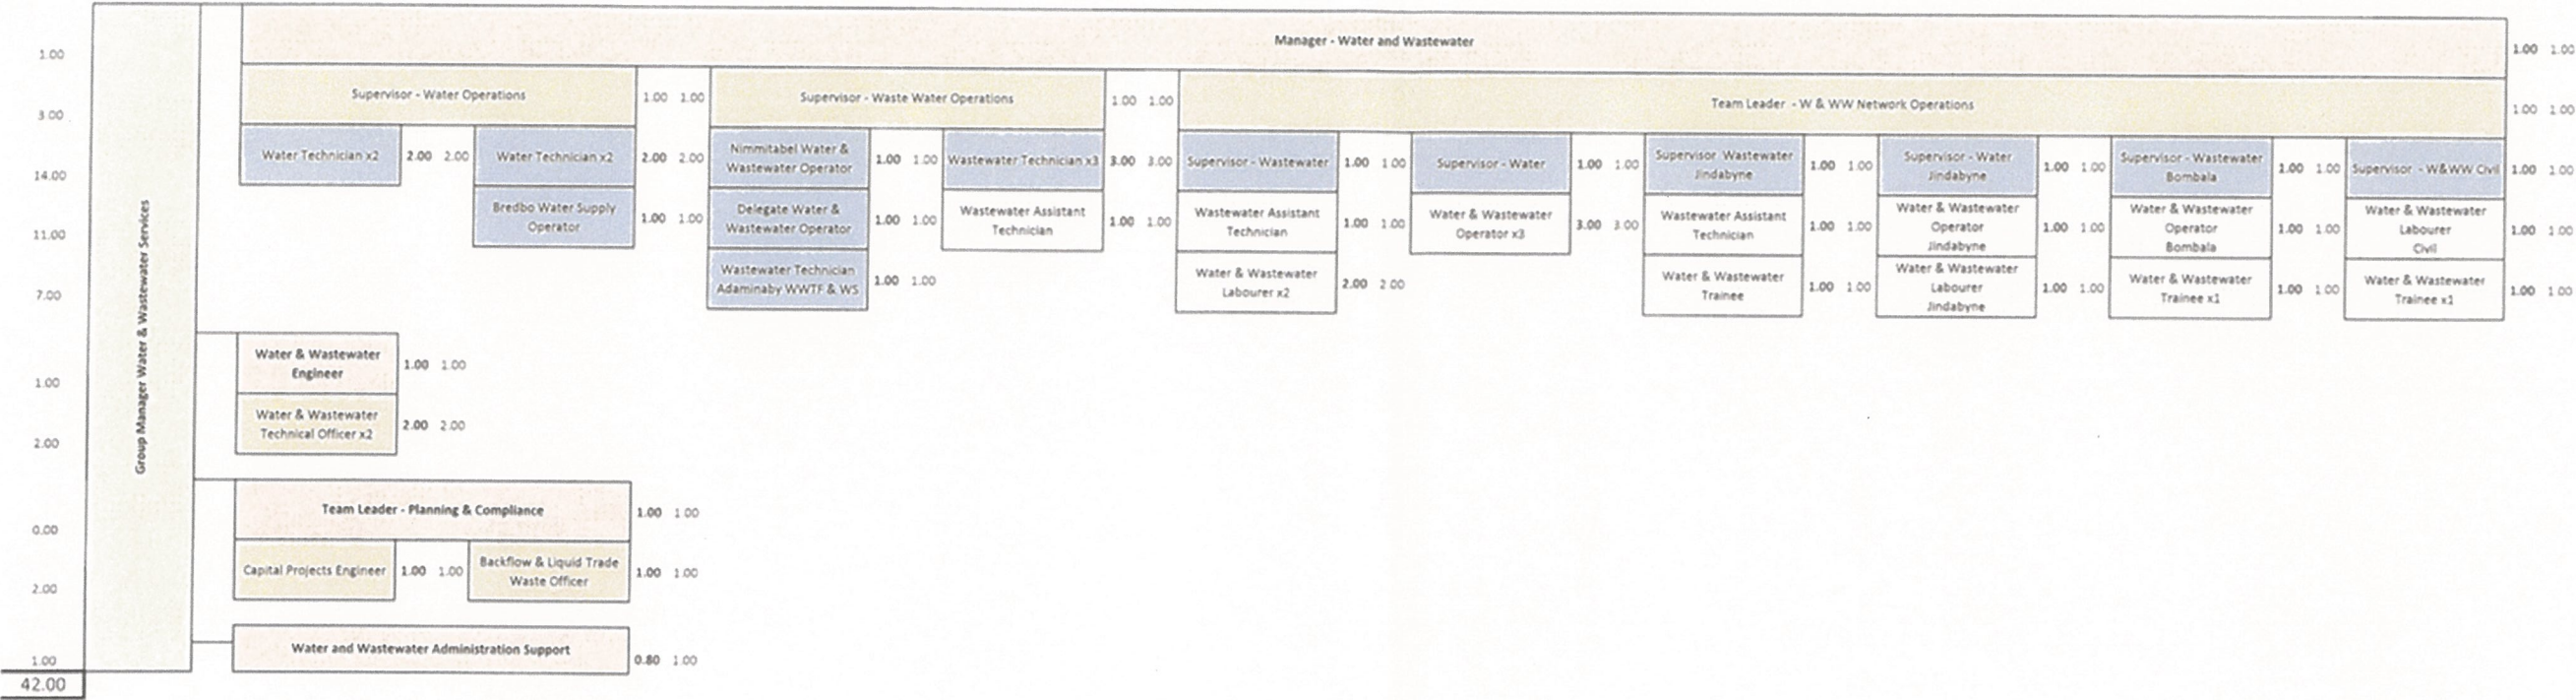 1.00
Manager - Water and Wastewater
1.00 1.00
3.00
Supervisor - Water Operations
1.00 1.00
Supervisor - Waste Water Operations
1.00 1.00
Team Leader - W & WW Network Operations
1.00 1.00
14.00
Water Technician x2
2.00 2.00
Water Technician x2
2.00 2.00
Nimmitabel Water &
Wastewater Operator
1.00 1.00
Wastewater Technician x3
3.00 3.00
Supervisor - Wastewater
1.00 1.00
Supervisor - Water
1.00 1.00
Supervisor Wastewater
Jindabyne
1.00 1.00
Supervisor - Water
Jindabyne
1.00 1.00
Supervisor - Wastewater
Bombala
1.00 1.00
Supervisor - W&WW Civil
1.00 1.00
11.00
Bredbo Water Supply
Operator
1.00 1.00
Delegate Water &
Wastewater Operator
1.00 1.00
Wastewater Assistant
Technician
1.00 1.00
Wastewater Assistant
Technician
1.00 1.00
Water & Wastewater
Operator x3
3.00 3.00
Wastewater Assistant
Technician
1.00 1.00
Water & Wastewater
Operator
Jindabyne
1.00 1.00
Water & Wastewater
Operator
Bombala
1.00 1.00
Water & Wastewater
Labourer
Civil
1.00 1.00
7.00
Wastewater Technician
Adaminaby WWTF & WS
1.00 1.00
Water & Wastewater
Labourer x2
2.00 2.00
Water & Wastewater
Trainee
1.00 1.00
Water & Wastewater
Labourer
Jindabyne
1.00 1.00
Water & Wastewater
Trainee x1
1.00 1.00
Water & Wastewater
Trainee x1
1.00 1.00
Group Manager Water & Wastewater Services
1.00
Water & Wastewater
Engineer
1.00 1.00
2.00
Water & Wastewater
Technical Officer x2
2.00 2.00
0.00
Team Leader - Planning & Compliance
1.00 1.00
2.00
Capital Projects Engineer
1.00 1.00
Backflow & Liquid Trade
Waste Officer
1.00 1.00
1.00
Water and Wastewater Administration Support
0.80 1.00
42.00